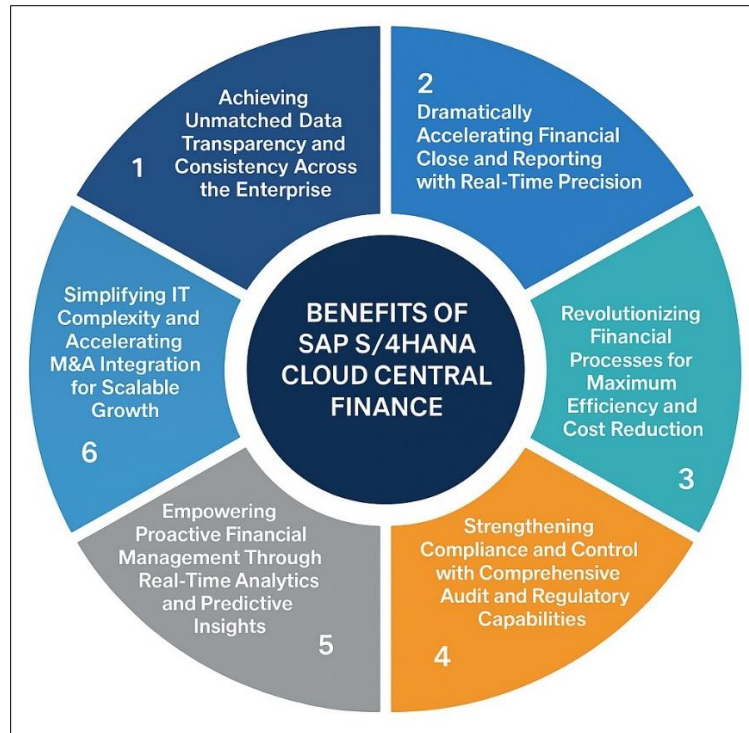 BENEFITS OF
SAP S/4HANA
CLOUD CENTRAL
FINANCE
1
Achieving
Unmatched Data
Transparency and
Consistency Across
the Enterprise
2
Dramatically
Accelerating Financial
Close and Reporting
with Real-Time Precision
Revolutionizing
Financial
Processes for
Maximum
Efficiency and
Cost Reduction
3
Strengthening
Compliance and Control
with Comprehensive
Audit and Regulatory
Capabilities
4
Empowering
Proactive Financial
Management Through
Real-Time Analytics
and Predictive
Insights
5
Simplifying IT
Complexity and
Accelerating
M&A Integration
for Scalable
Growth
6